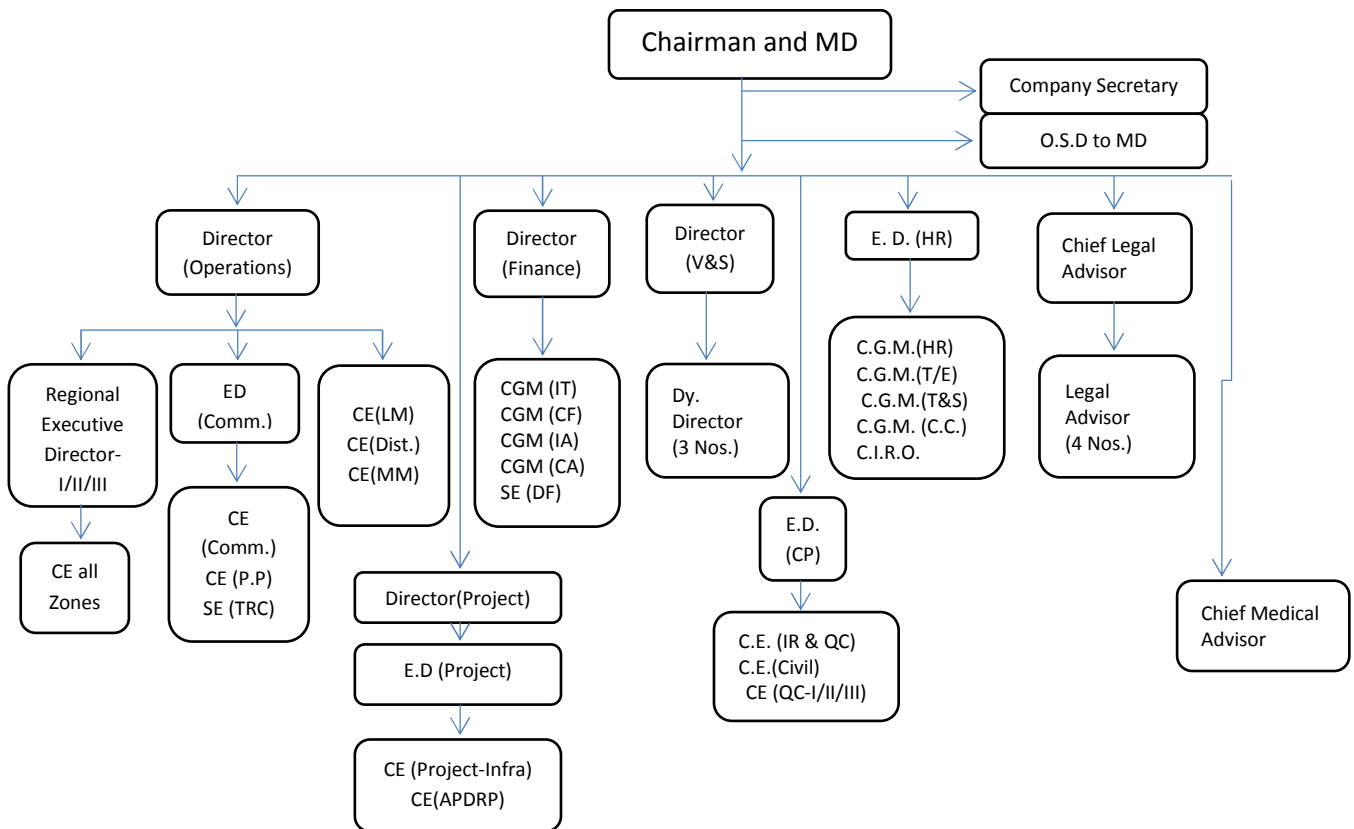 Chairman and MD
Company Secretary
O.S.D to MD
Director
(Operations)
Director
(Finance)
Director
(V&S)
E. D. (HR)
Chief Legal
Advisor
Regional
Executive
Director-
I/II/III
ED
(Comm.)
CE(LM)
CE(Dist.)
CE(MM)
CGM (IT)
CGM (CF)
CGM (IA)
CGM (CA)
SE (DF)
Dy.
Director
(3 Nos.)
C.G.M.(HR)
C.G.M.(T/E)
C.G.M.(T&S)
C.G.M. (C.C.)
C.I.R.O.
Legal
Advisor
(4 Nos.)
CE all
Zones
CE
(Comm.)
CE (P.P)
SE (TRC)
E.D.
(CP)
Director(Project)
E.D (Project)
CE (Project-Infra)
CE(APDRP)
C.E. (IR & QC)
C.E.(Civil)
CE (QC-I/II/III)
Chief Medical
Advisor